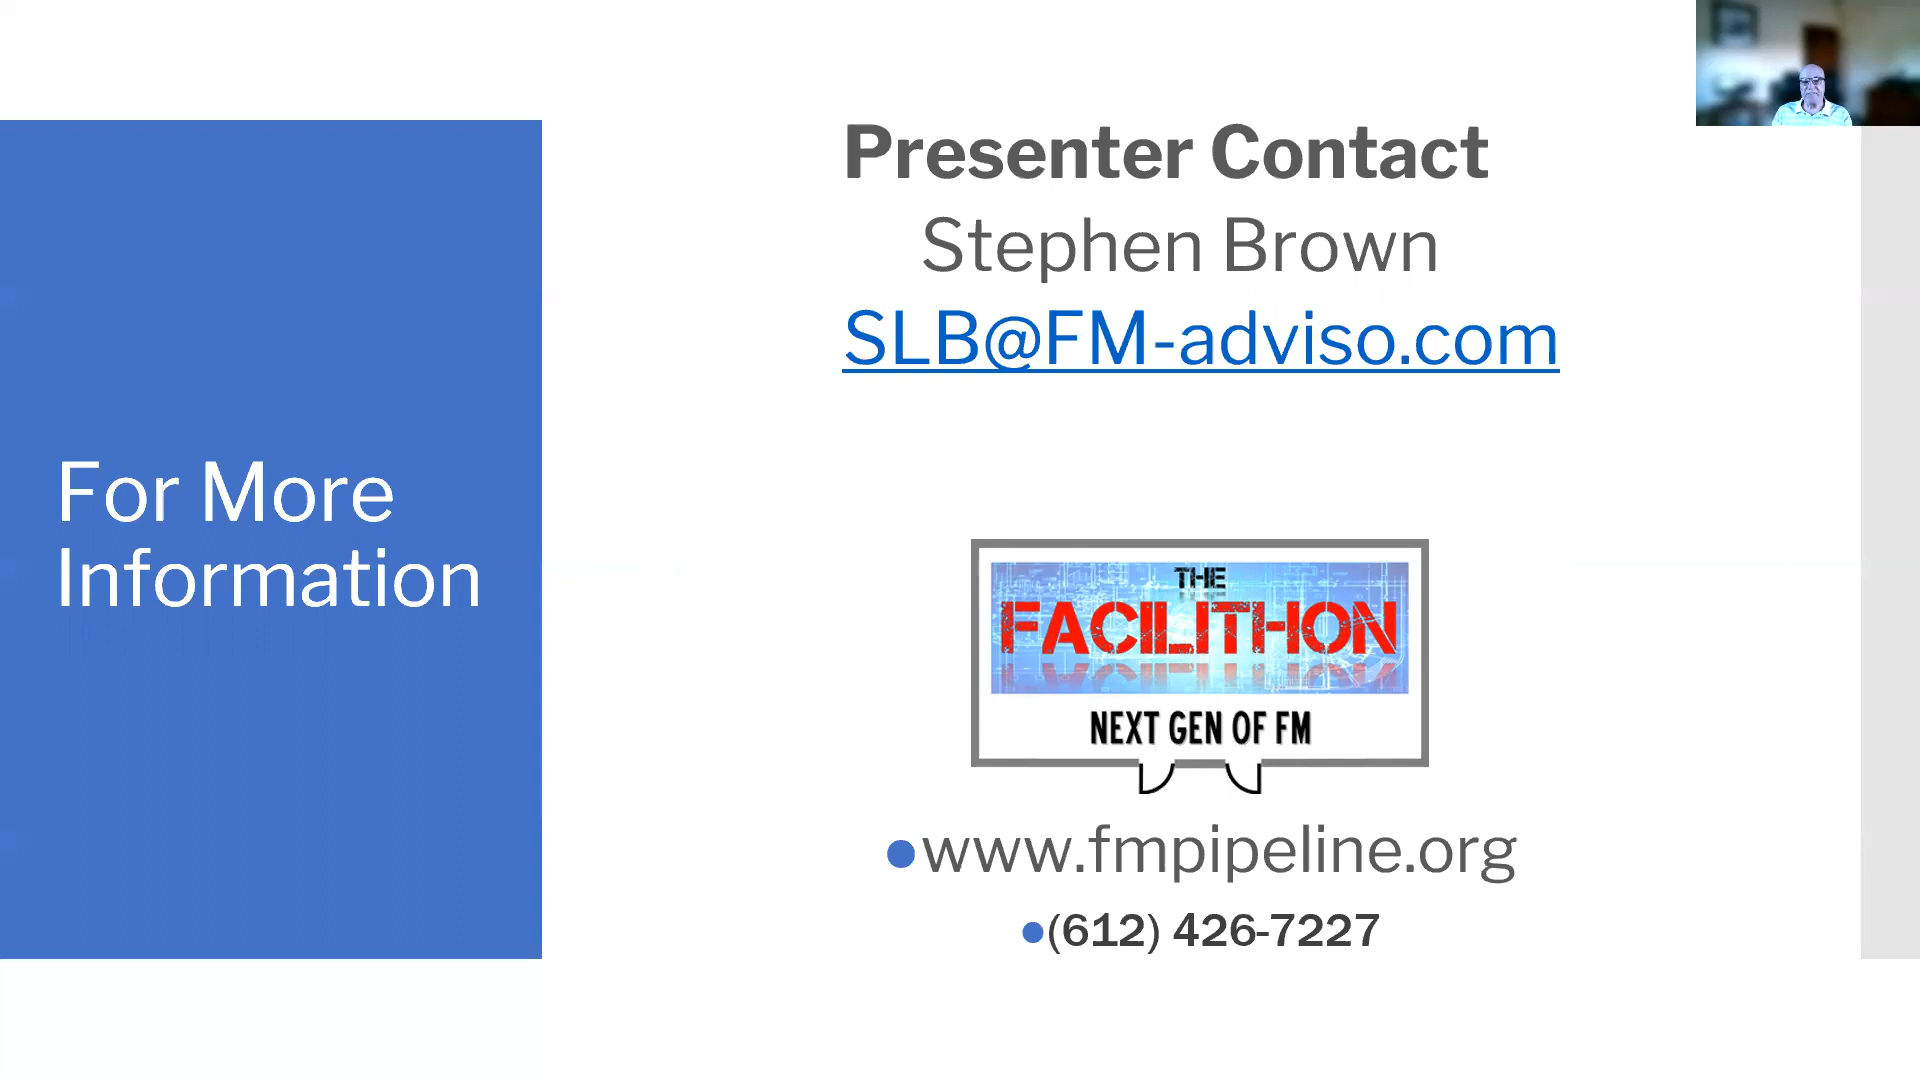 For More
Information
Presenter Contact
Stephen Brown
SLB@FM-adviso.com
THE
FACILITHON
NEXT GEN OF FM
•www.fmpipeline.org
•(612) 426-7227